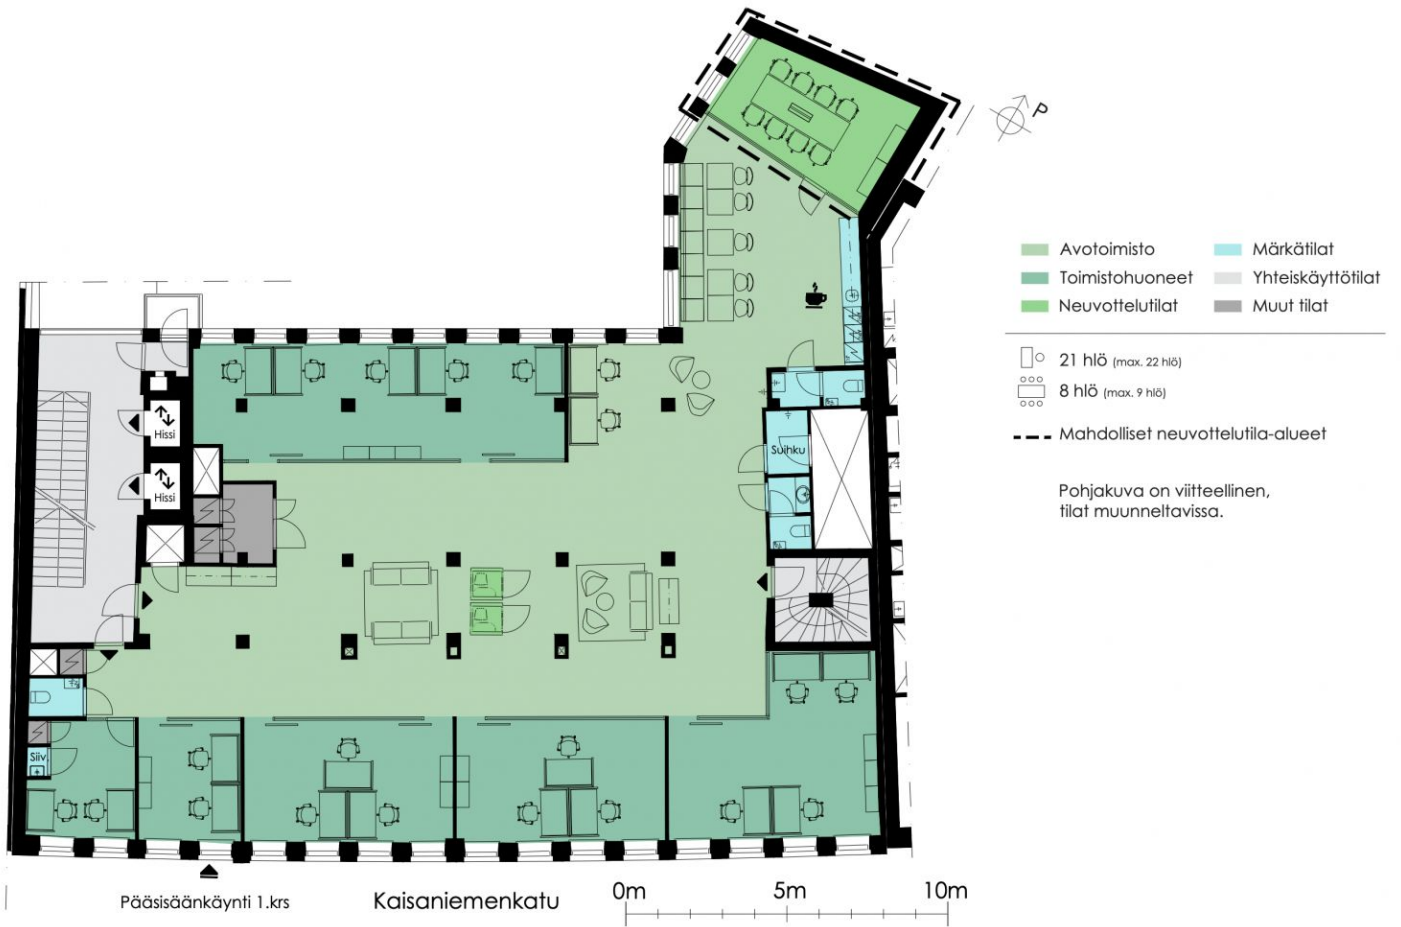 P
Avotoimisto
Märkätilat
Toimistohuoneet
Yhteiskäyttötilat
Neuvottelutilat
Muut tilat
21 hlö (max. 22 hlö)
8 hlö (max. 9 hlö)
Mahdolliset neuvottelutila-alueet
Pohjakuva on viitteellinen,
tilat muunneltavissa.
Hissi
Hissi
Suihku
Siiv.
Pääsisäänkäynti 1.krs
Kaisaniemenkatu
0m 5m 10m